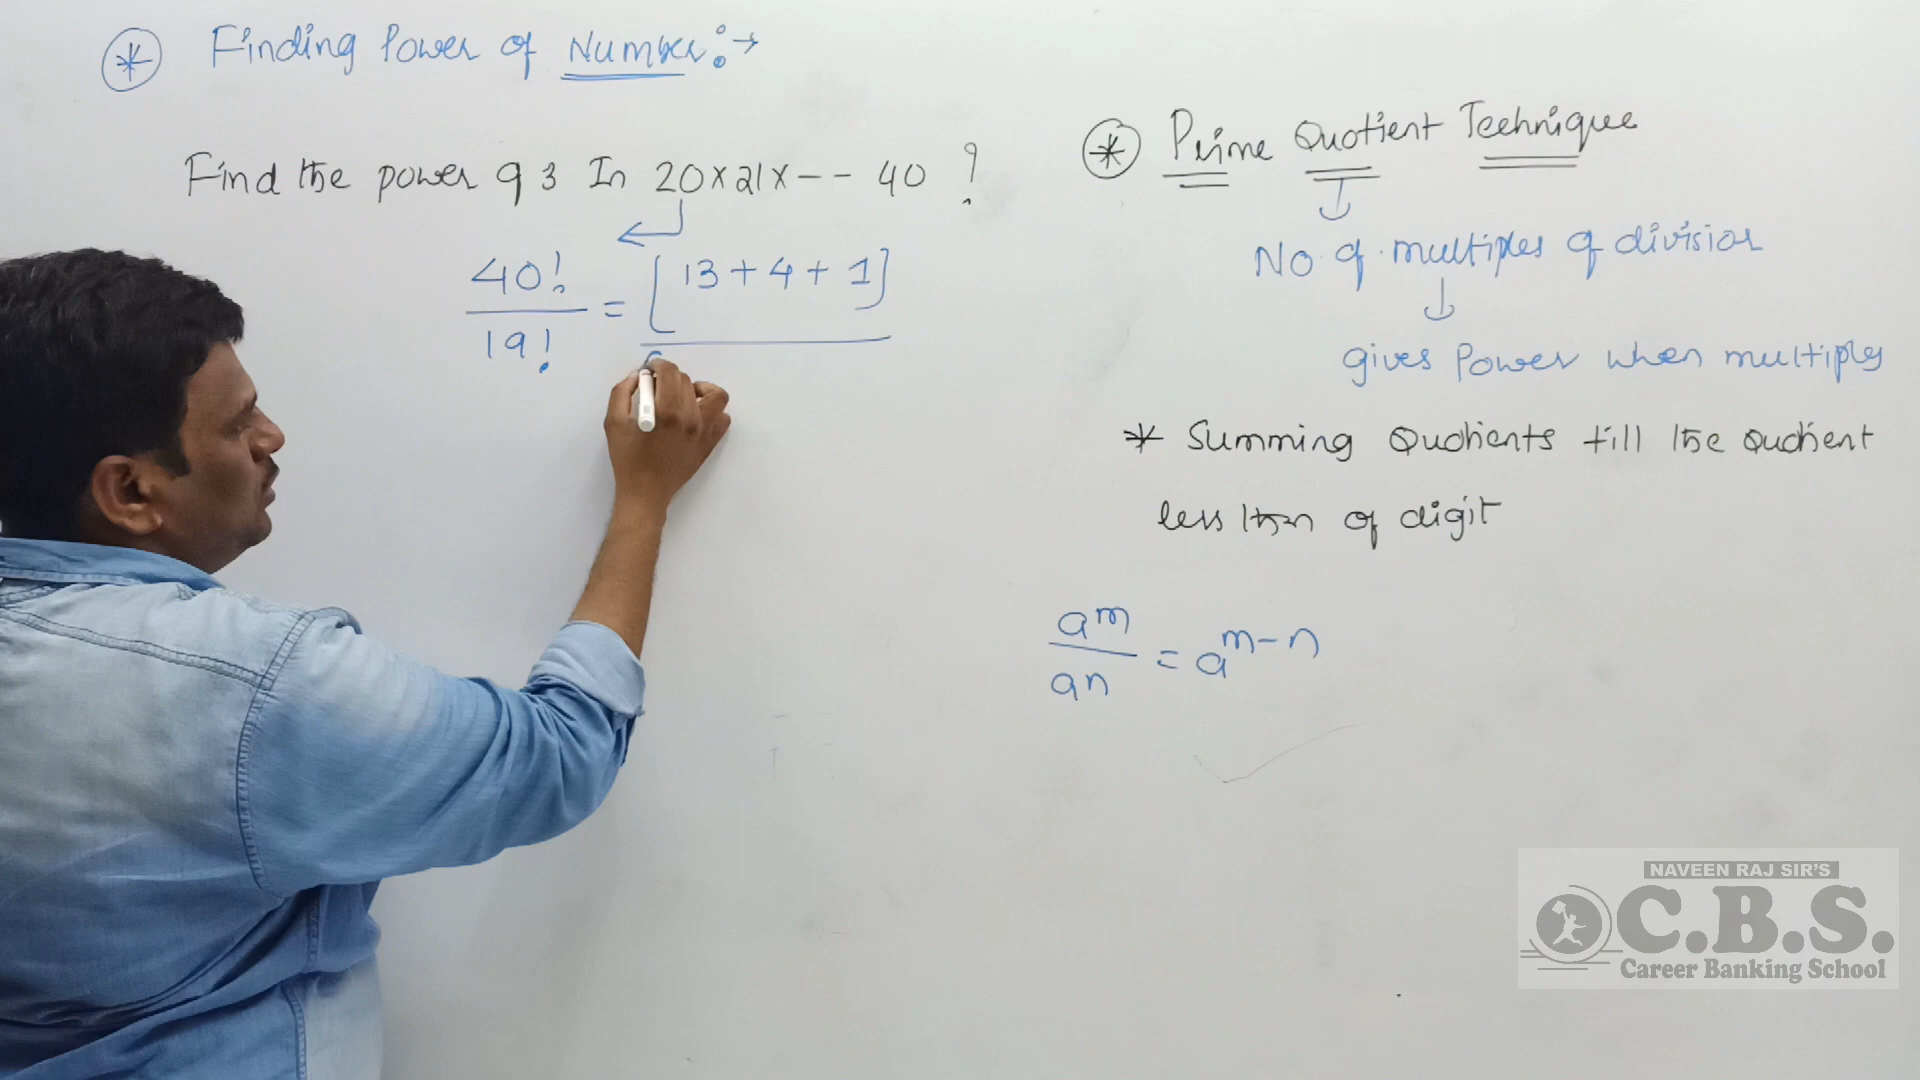 * Finding Power of Number :→
Find the power of 3 In 20×21×-- 40 ?
40!/19! = [13+4+1]
* Prime Quotient Technique
No. of multiples of division
gives Power when multiply
* Summing Quotients till the quotient
less than of digit
a^m/an = a^m-n
NAVEEN RAJ SIR'S
C.B.S.
Career Banking School